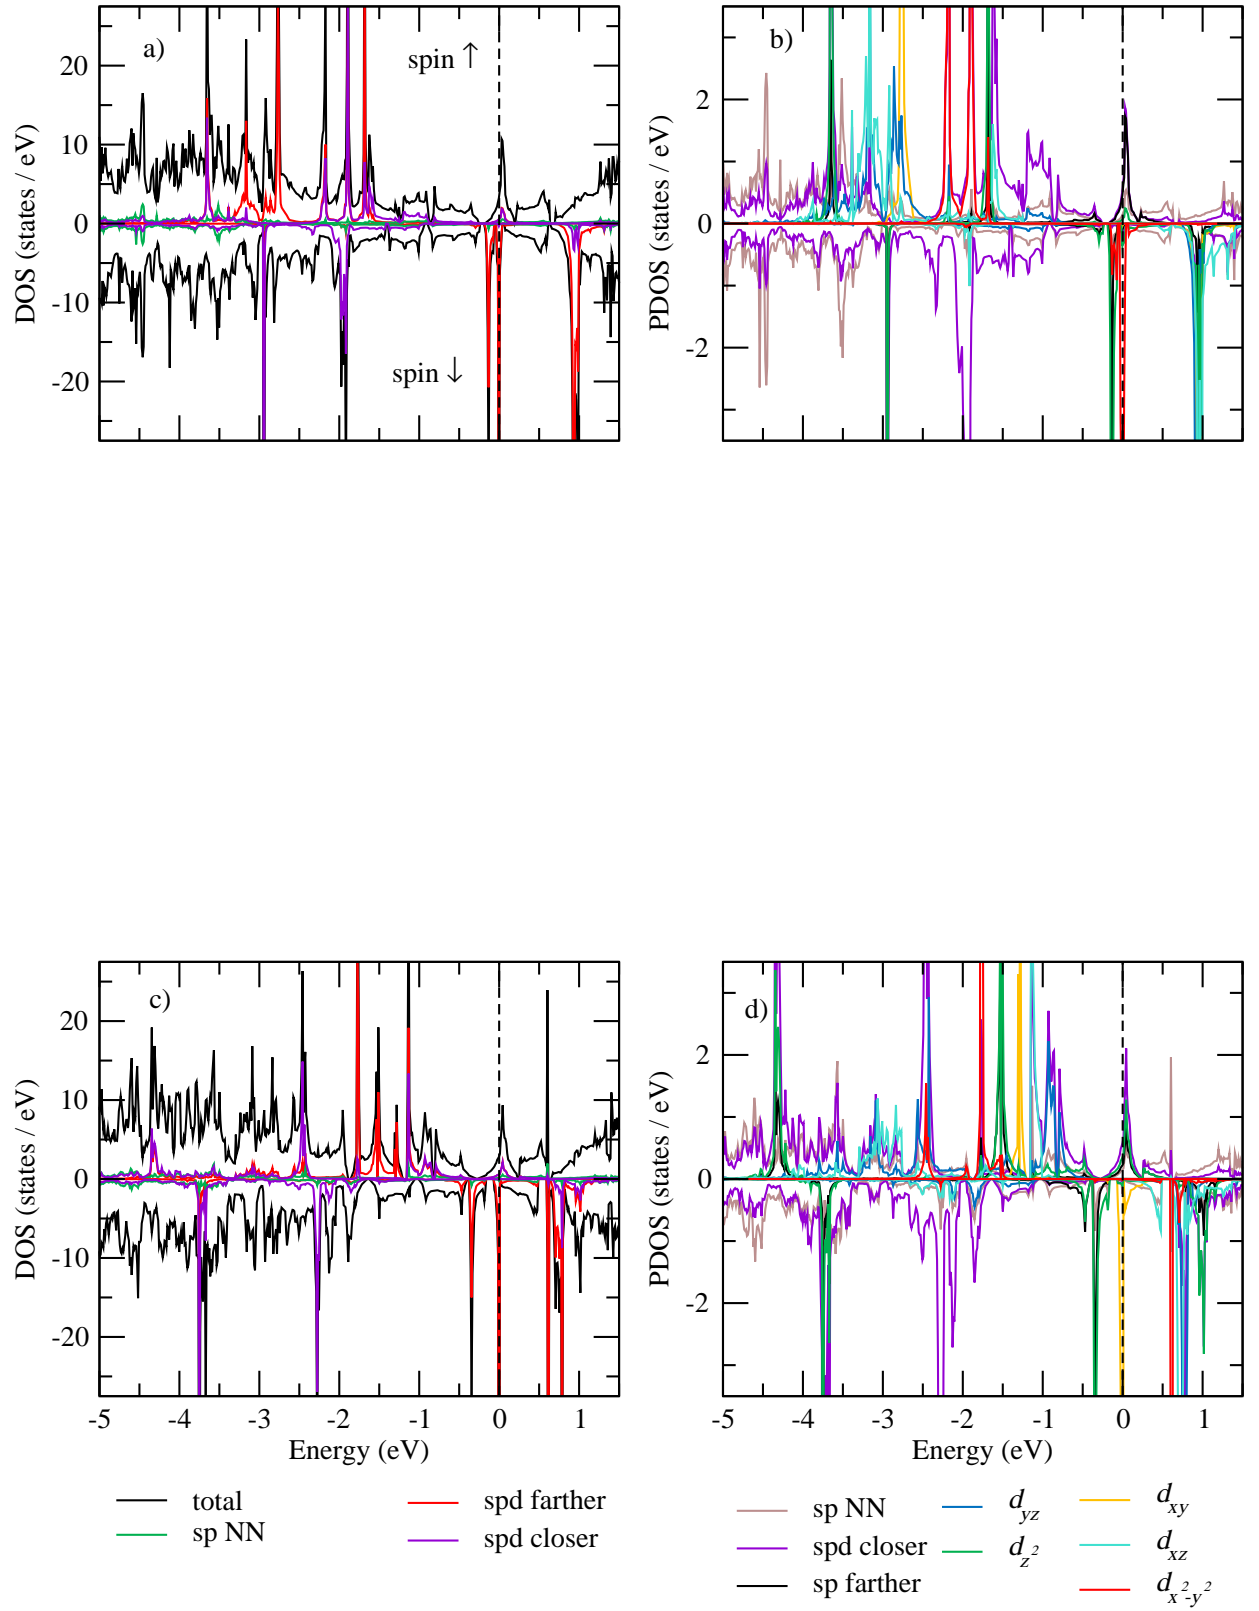 a)
spin ↑
spin ↓
20
10
0
-10
-20
DOS (states / eV)
b)
2
0
-2
PDOS (states / eV)
c)
20
10
0
-10
-20
DOS (states / eV)
-5 -4 -3 -2 -1 0 1
Energy (eV)
d)
2
0
-2
PDOS (states / eV)
-5 -4 -3 -2 -1 0 1
Energy (eV)
total
sp NN
spd farther
spd closer
sp NN
spd closer
sp farther
d_yz
d_z²
d_xy
d_xz
d_x²-y²